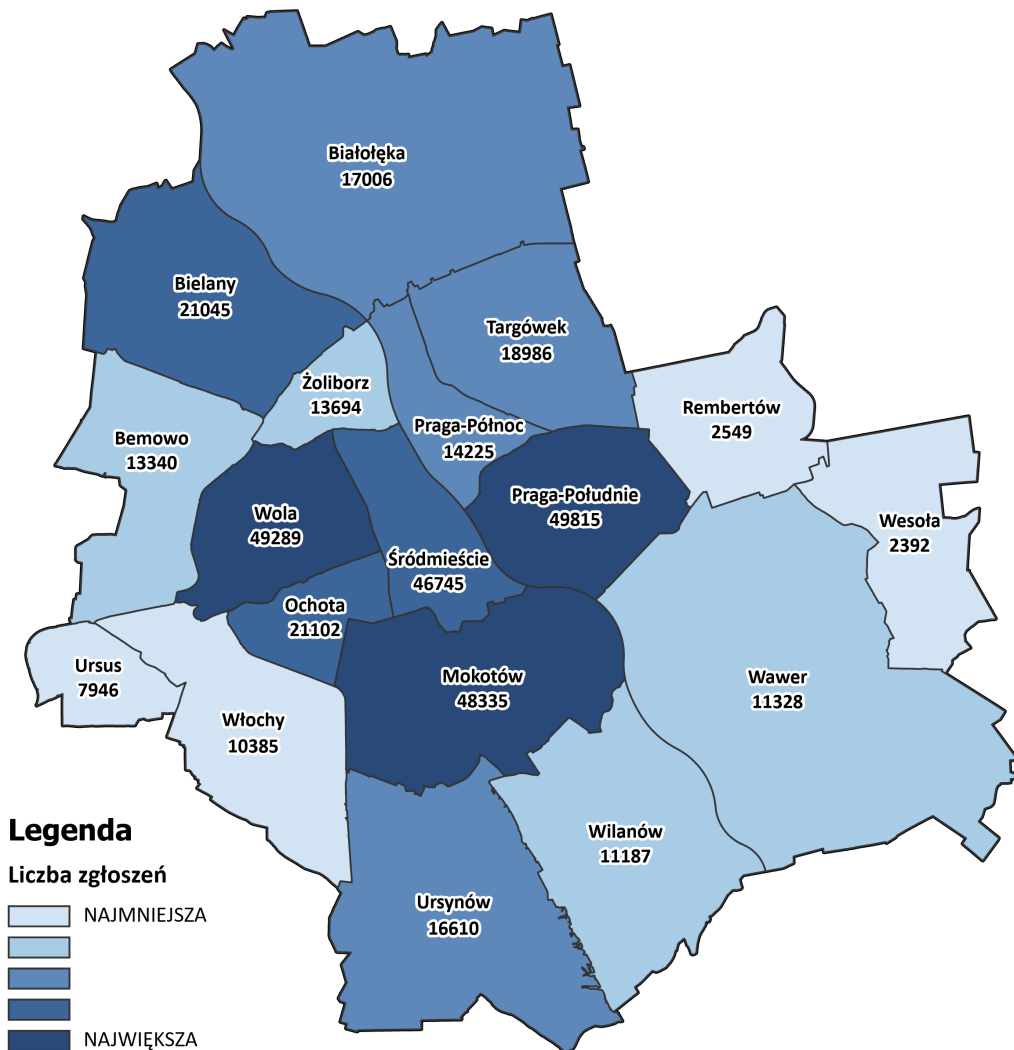 Białołęka
17006
Bielany
21045
Targówek
18986
Żoliborz
13694
Rembertów
2549
Praga-Północ
14225
Bemowo
13340
Praga-Południe
49815
Wola
49289
Wesoła
2392
Śródmieście
46745
Ochota
21102
Ursus
7946
Mokotów
48335
Wawer
11328
Włochy
10385
Wilanów
11187
Ursynów
16610
Legenda
Liczba zgłoszeń
NAJMNIEJSZA
NAJWIĘKSZA